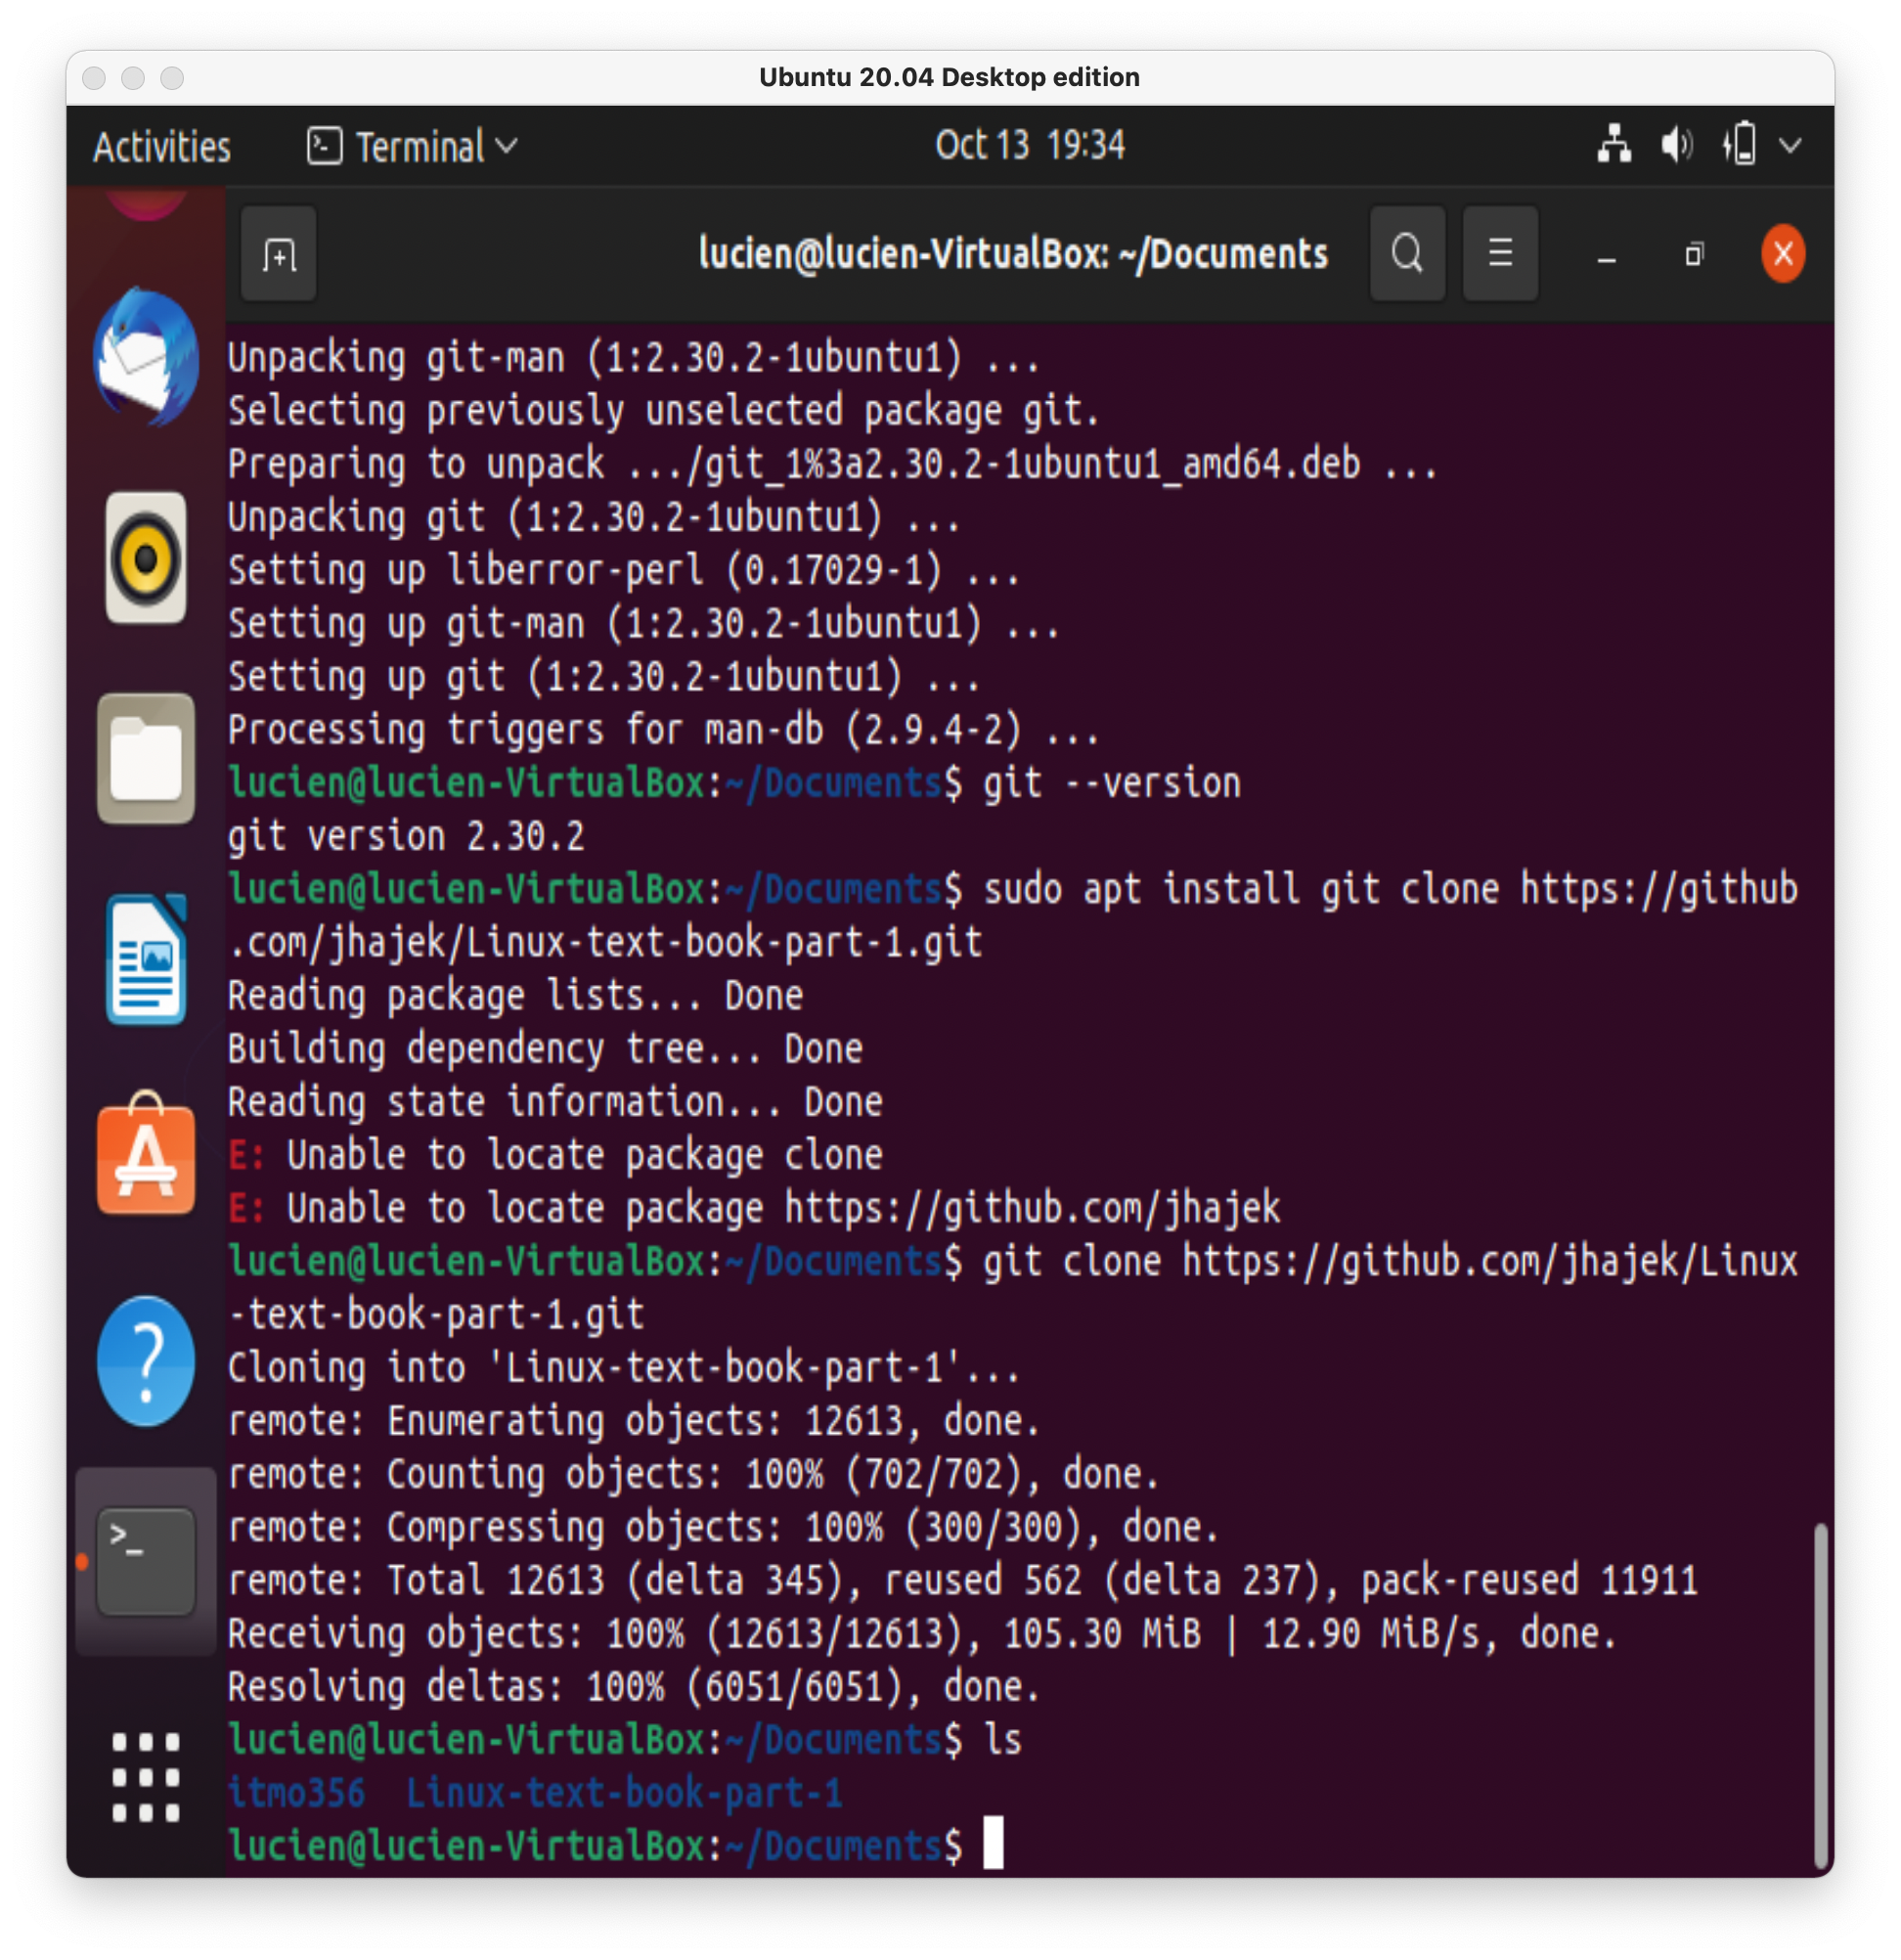 Ubuntu 20.04 Desktop edition
Activities Terminal Oct 13 19:34
lucien@lucien-VirtualBox: ~/Documents
Unpacking git-man (1:2.30.2-1ubuntu1) ...
Selecting previously unselected package git.
Preparing to unpack .../git_1%3a2.30.2-1ubuntu1_amd64.deb ...
Unpacking git (1:2.30.2-1ubuntu1) ...
Setting up liberror-perl (0.17029-1) ...
Setting up git-man (1:2.30.2-1ubuntu1) ...
Setting up git (1:2.30.2-1ubuntu1) ...
Processing triggers for man-db (2.9.4-2) ...
lucien@lucien-VirtualBox:~/Documents$ git --version
git version 2.30.2
lucien@lucien-VirtualBox:~/Documents$ sudo apt install git clone https://github
.com/jhajek/Linux-text-book-part-1.git
Reading package lists... Done
Building dependency tree... Done
Reading state information... Done
E: Unable to locate package clone
E: Unable to locate package https://github.com/jhajek
lucien@lucien-VirtualBox:~/Documents$ git clone https://github.com/jhajek/Linux
-text-book-part-1.git
Cloning into 'Linux-text-book-part-1'...
remote: Enumerating objects: 12613, done.
remote: Counting objects: 100% (702/702), done.
remote: Compressing objects: 100% (300/300), done.
remote: Total 12613 (delta 345), reused 562 (delta 237), pack-reused 11911
Receiving objects: 100% (12613/12613), 105.30 MiB | 12.90 MiB/s, done.
Resolving deltas: 100% (6051/6051), done.
lucien@lucien-VirtualBox:~/Documents$ ls
itmo356 Linux-text-book-part-1
lucien@lucien-VirtualBox:~/Documents$